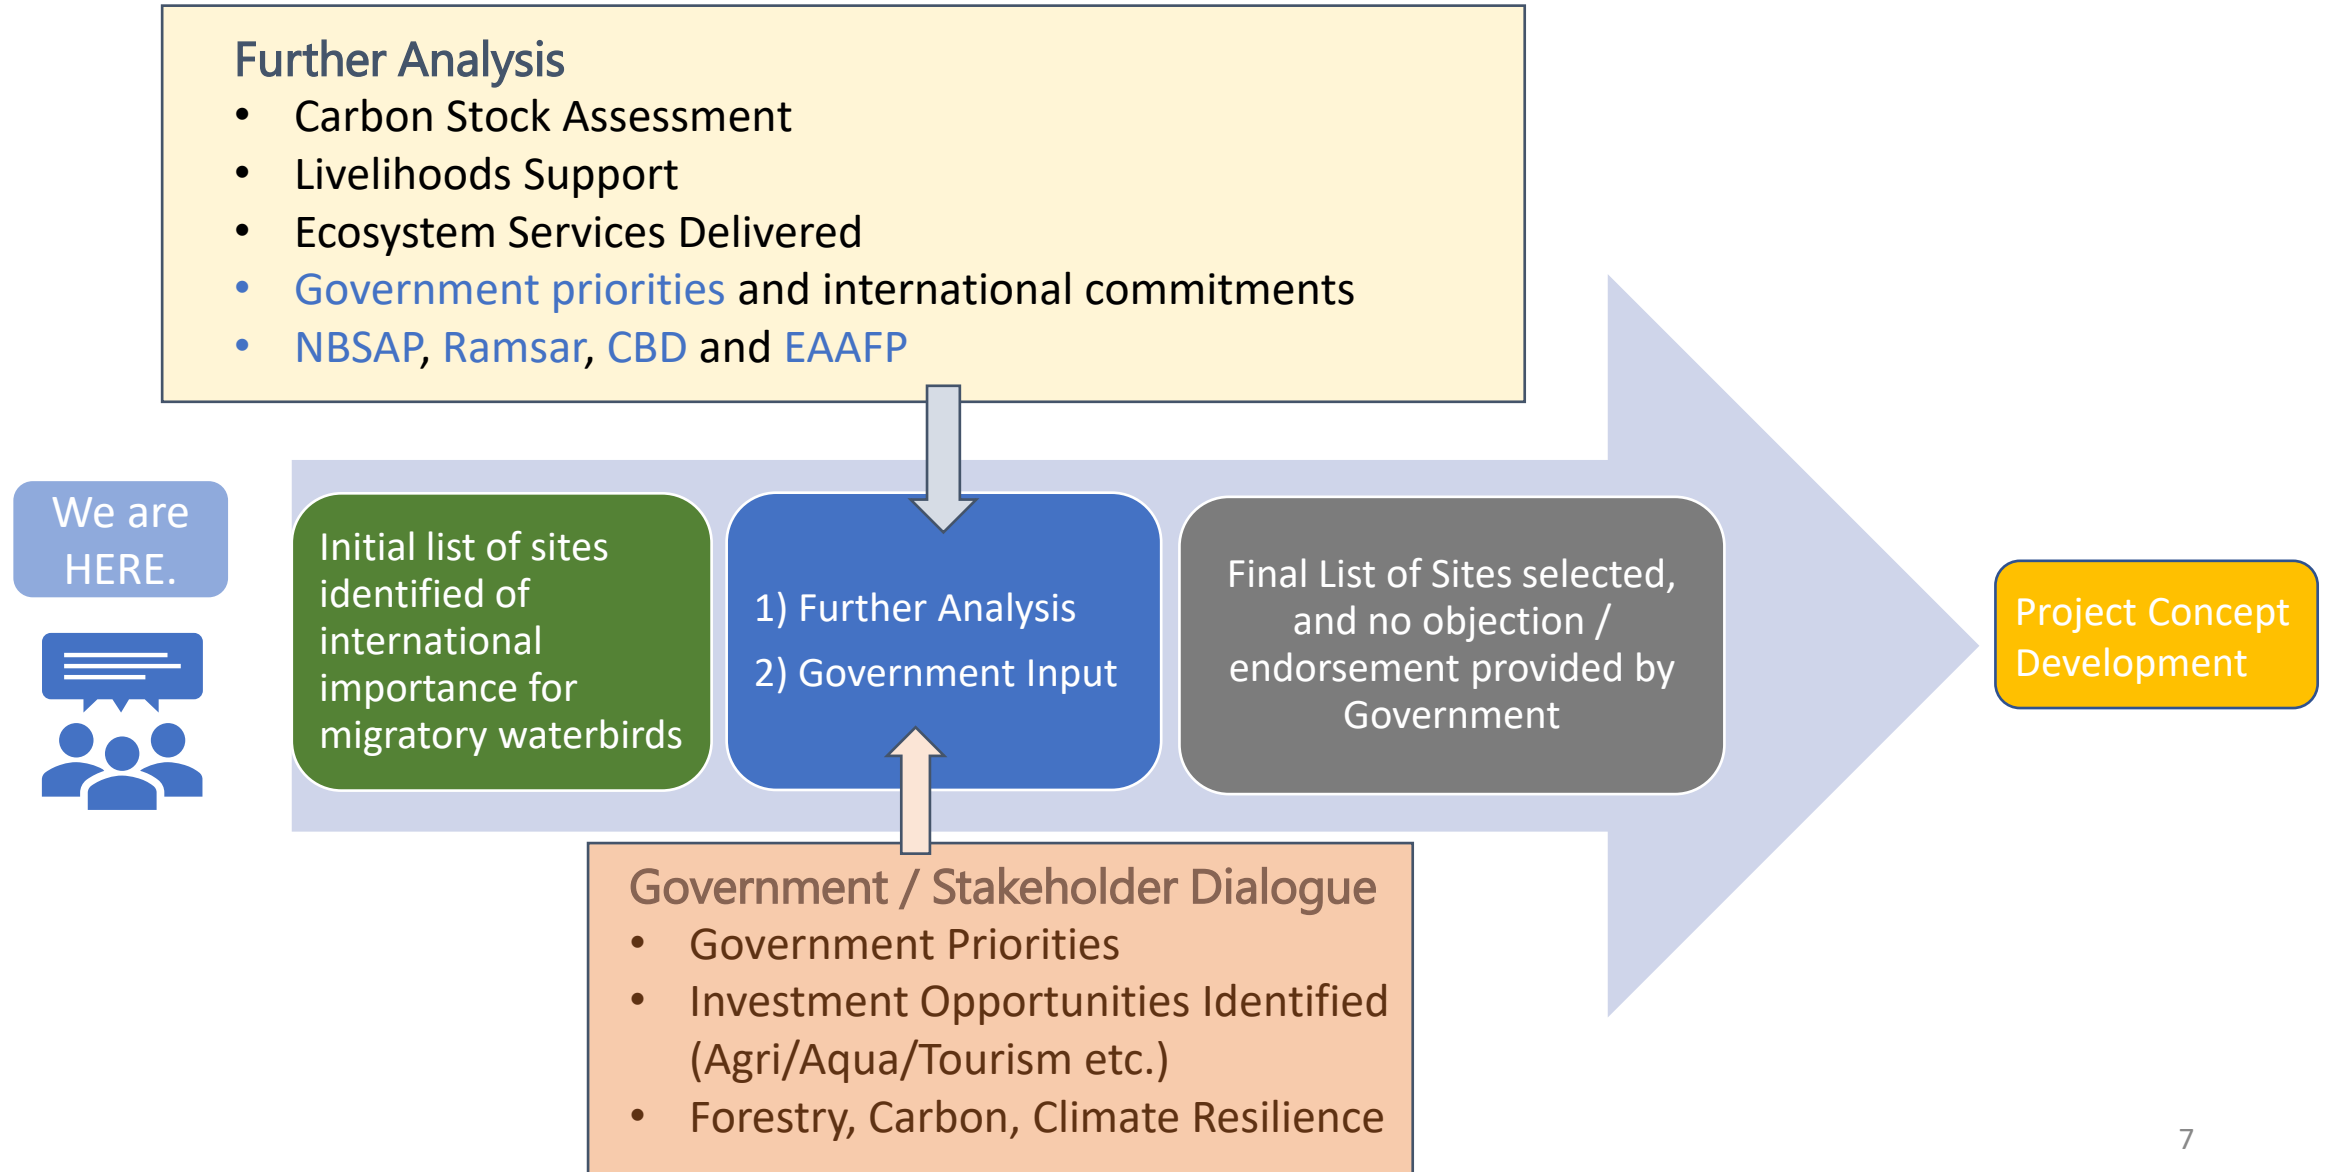 Further Analysis
• Carbon Stock Assessment
• Livelihoods Support
• Ecosystem Services Delivered
• Government priorities and international commitments
• NBSAP, Ramsar, CBD and EAAFP
We are
HERE.
Initial list of sites
identified of
international
importance for
migratory waterbirds
1) Further Analysis
2) Government Input
Final List of Sites selected,
and no objection /
endorsement provided by
Government
Project Concept
Development
Government / Stakeholder Dialogue
• Government Priorities
• Investment Opportunities Identified
(Agri/Aqua/Tourism etc.)
• Forestry, Carbon, Climate Resilience
7